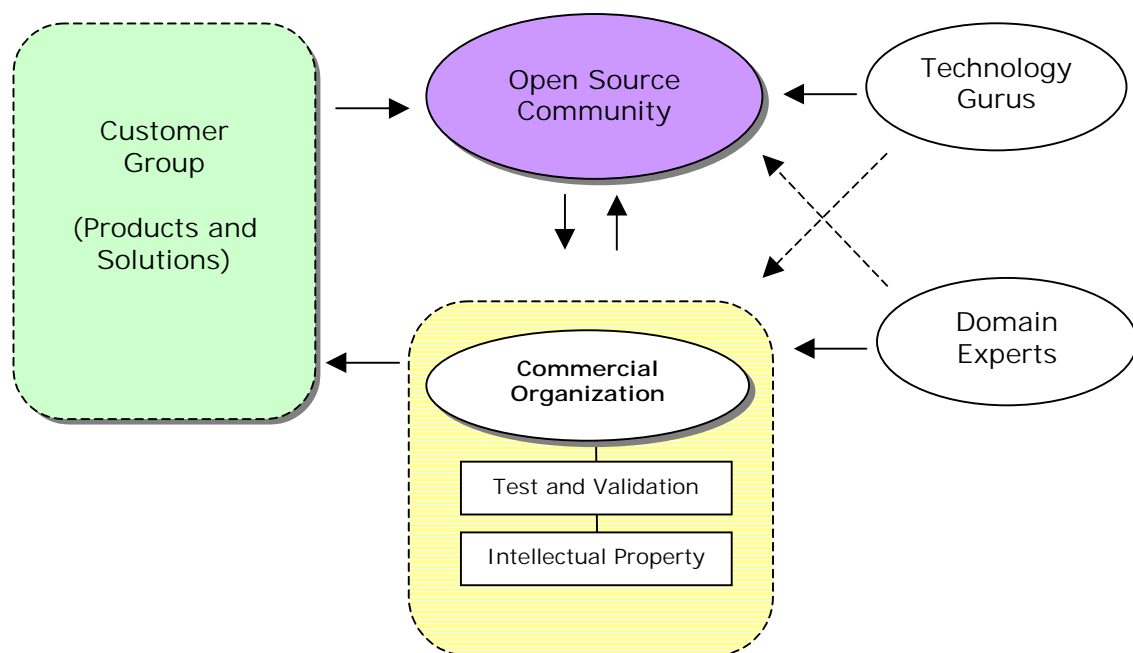 Customer
Group
(Products and
Solutions)
Open Source
Community
Technology
Gurus
Domain
Experts
Commercial
Organization
Test and Validation
Intellectual Property